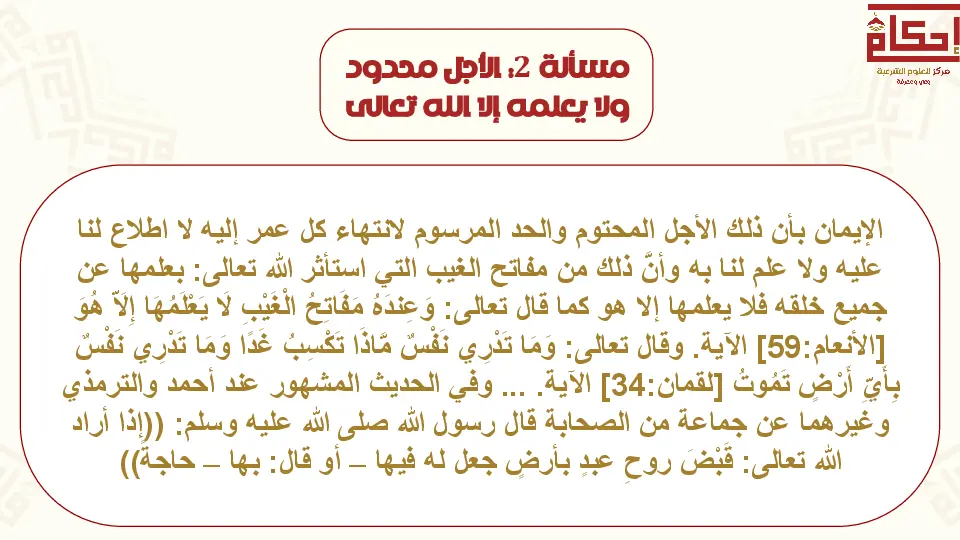 إحكام
مركز للعلوم الشرعية
وعي ومعرفة
مسألة 2: الأجل محدود
ولا يعلمه إلا الله تعالى
الإيمان بأن ذلك الأجل المحتوم والحد المرسوم لانتهاء كل عمر إليه لا اطلاع لنا
عليه ولا علم لنا به وأنَّ ذلك من مفاتح الغيب التي استأثر الله تعالى: بعلمها عن
جميع خلقه فلا يعلمها إلا هو كما قال تعالى: وَعِندَهُ مَفَاتِحُ الْغَيْبِ لَا يَعْلَمُهَا إِلاَّ هُوَ
[الأنعام:59] الآية. وقال تعالى: وَمَا تَدْرِي نَفْسٌ مَّاذَا تَكْسِبُ غَدًا وَمَا تَدْرِي نَفْسٌ
بِأَيِّ أَرْضٍ تَمُوتُ [لقمان:34] الآية. ... وفي الحديث المشهور عند أحمد والترمذي
وغيرهما عن جماعة من الصحابة قال رسول الله صلى الله عليه وسلم: ((إذا أراد
الله تعالى: قَبْضَ روحِ عبدٍ بأرضٍ جعل له فيها – أو قال: بها – حاجةً))